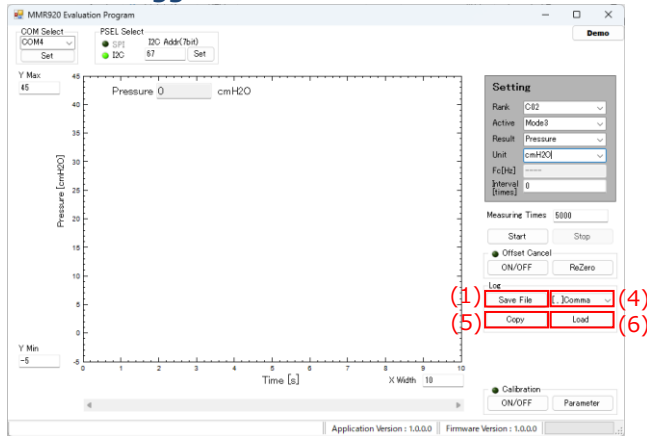 MMR920 Evaluation Program
COM Select
COM4
Set
PSEL Select
SPI
I2C
I2C Addr(7bit)
67
Set
Demo
Y Max
45
Pressure 0 cmH2O
45
40
35
30
25
20
15
10
5
0
-5
Pressure [cmH2O]
Y Min
-5
0 1 2 3 4 5 6 7 8 9 10
Time [s]
X Width 10
Setting
Rank C02
Active Mode3
Result Pressure
Unit cmH2O
Fc[Hz] -----
Interval [times] 0
Measuring Times 5000
Start Stop
Offset Cancel
ON/OFF ReZero
Log
(1) Save File [,]Comma (4)
(5) Copy Load (6)
Calibration
ON/OFF Parameter
Application Version : 1.0.0.0 Firmware Version : 1.0.0.0